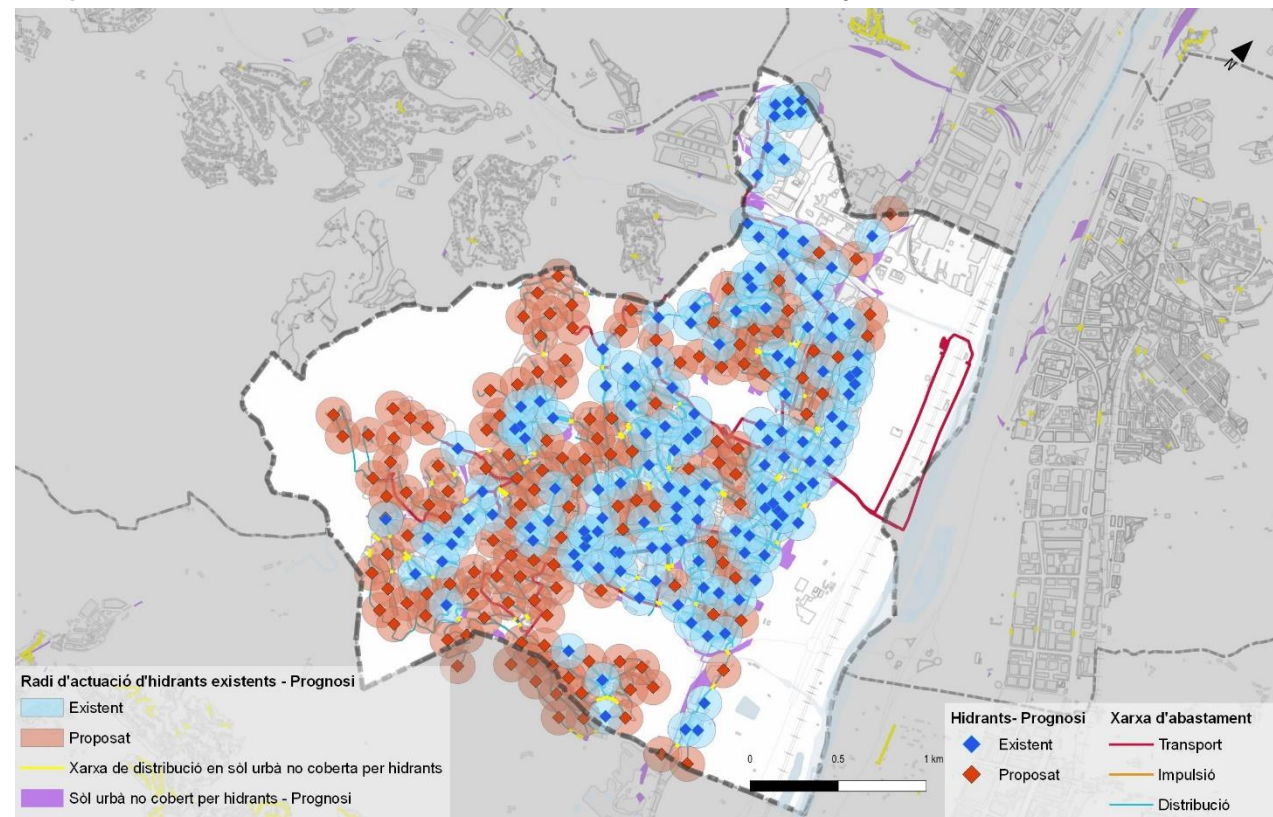 N
Radi d'actuació d'hidrants existents - Prognosi
Existent
Proposat
Xarxa de distribució en sòl urbà no coberta per hidrants
Sòl urbà no cobert per hidrants - Prognosi
0 0.5 1 km
Hidrants- Prognosi
Existent
Proposat
Xarxa d'abastament
Transport
Impulsió
Distribució